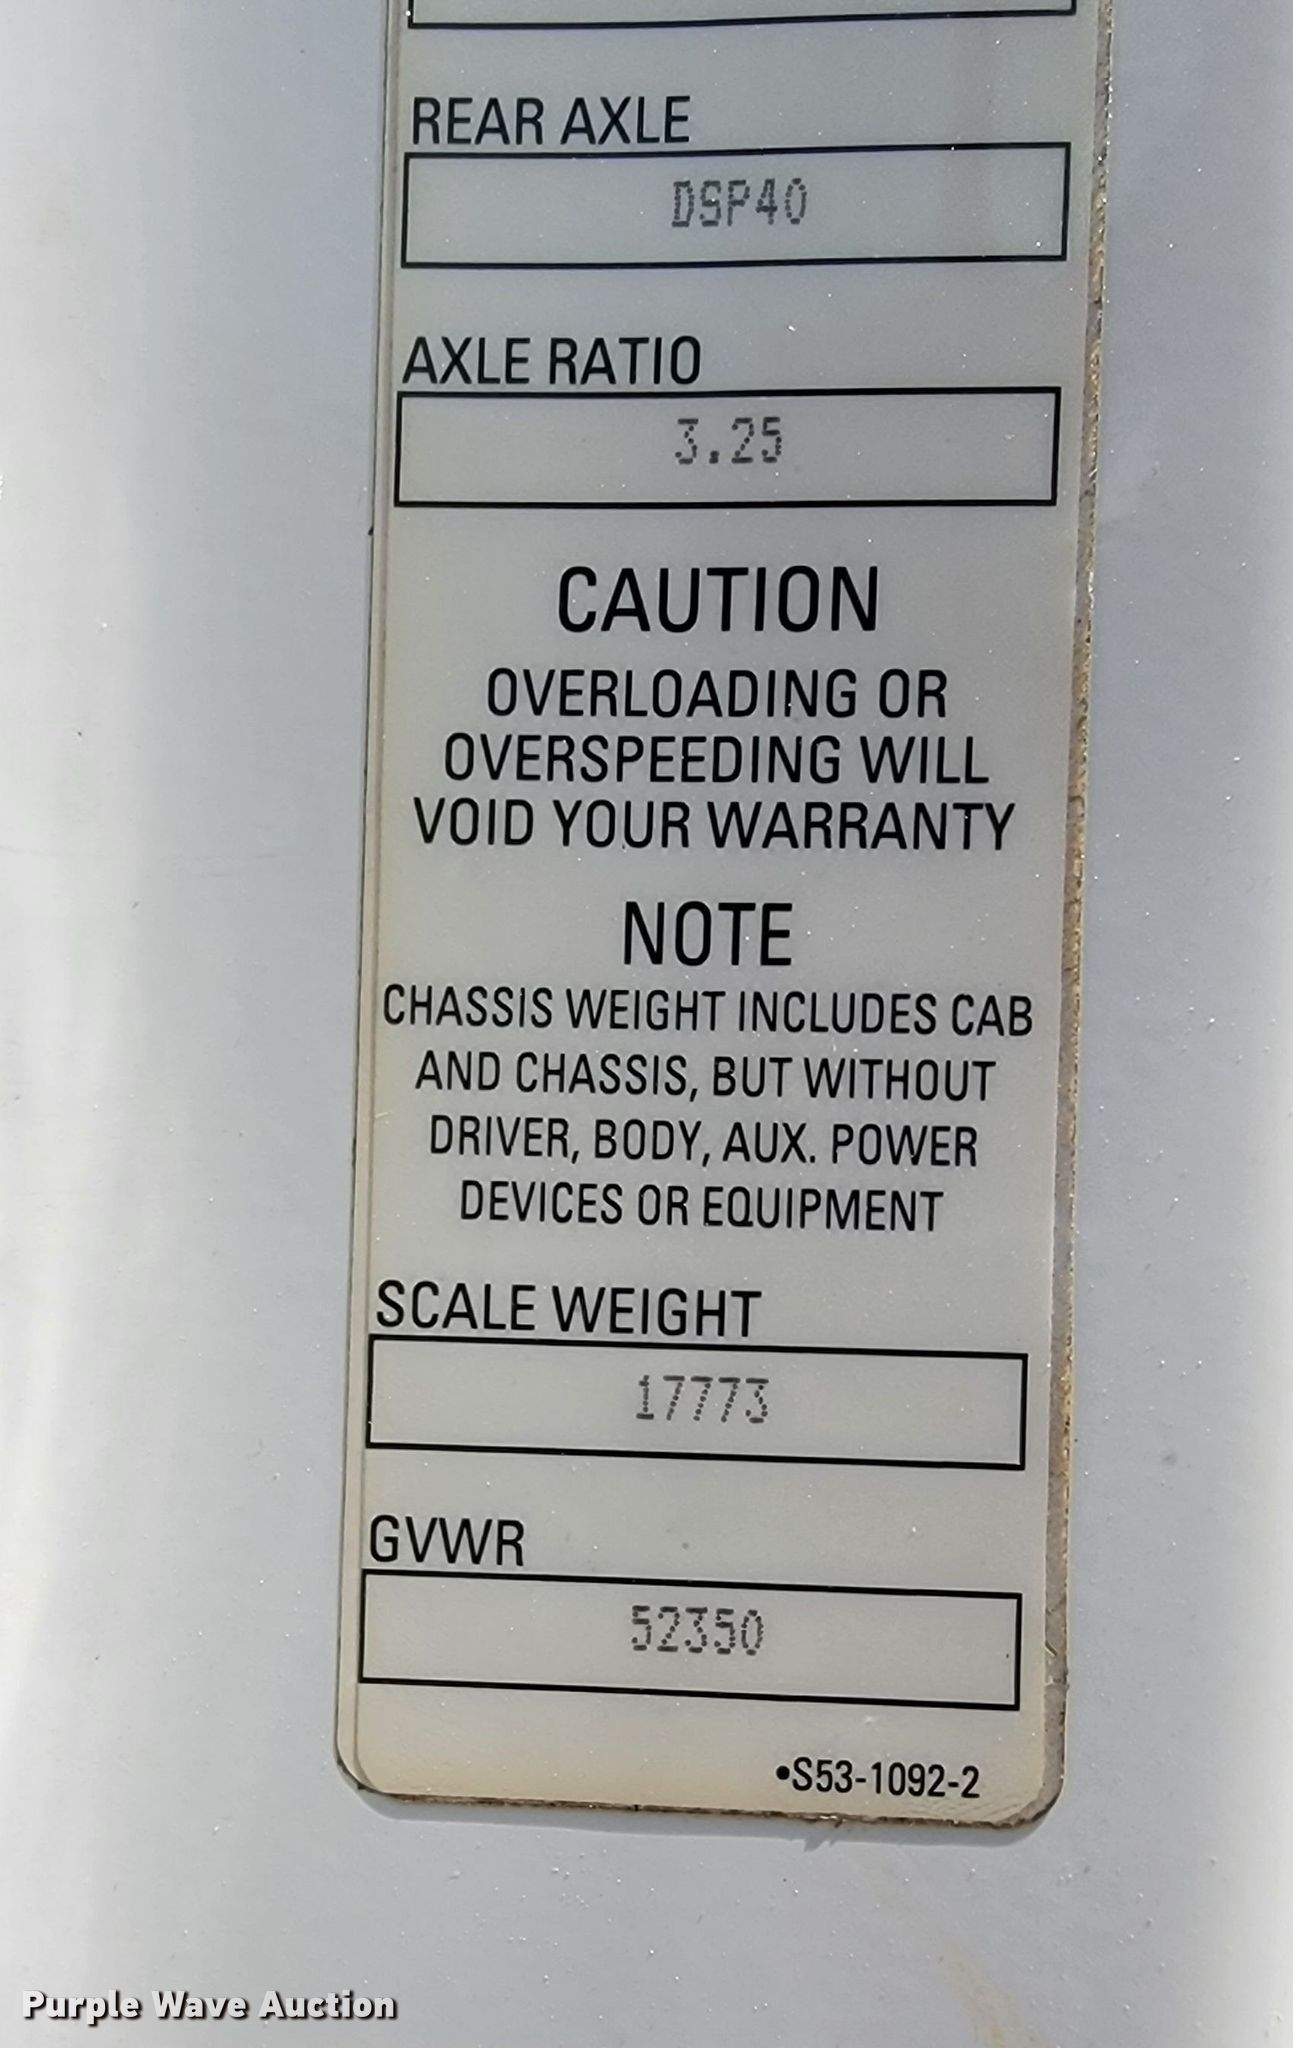 REAR AXLE
DSP40
AXLE RATIO
3.25
CAUTION
OVERLOADING OR
OVERSPEEDING WILL
VOID YOUR WARRANTY
NOTE
CHASSIS WEIGHT INCLUDES CAB
AND CHASSIS, BUT WITHOUT
DRIVER, BODY, AUX. POWER
DEVICES OR EQUIPMENT
SCALE WEIGHT
17773
GVWR
52350
•S53-1092-2
Purple Wave Auction